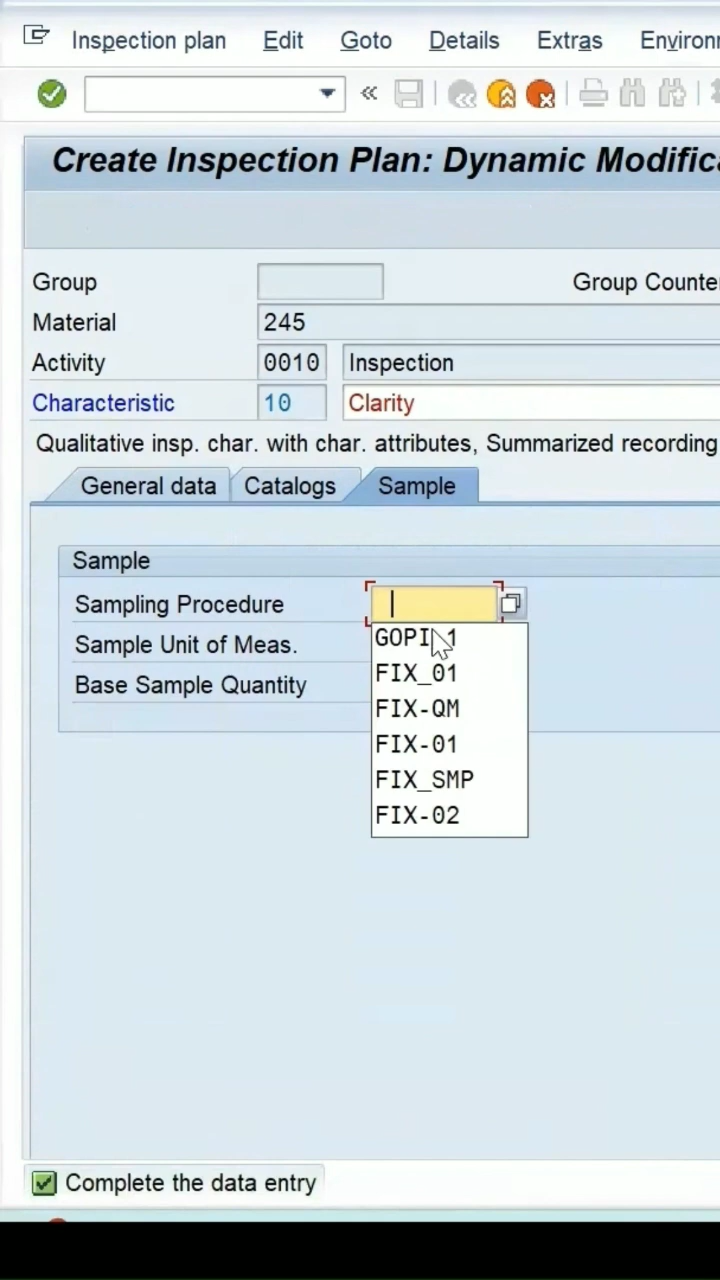 Inspection plan Edit Goto Details Extras
Create Inspection Plan: Dynamic
Group Group
Material 245
Activity 0010 Inspection
Characteristic 10 Clarity
Qualitative insp. char. with char. attributes, Summarized recording
General data Catalogs Sample
Sample
Sampling Procedure
Sample Unit of Meas.
Base Sample Quantity
FIX_01
FIX-QM
FIX-01
FIX_SMP
FIX-02
Complete the data entry